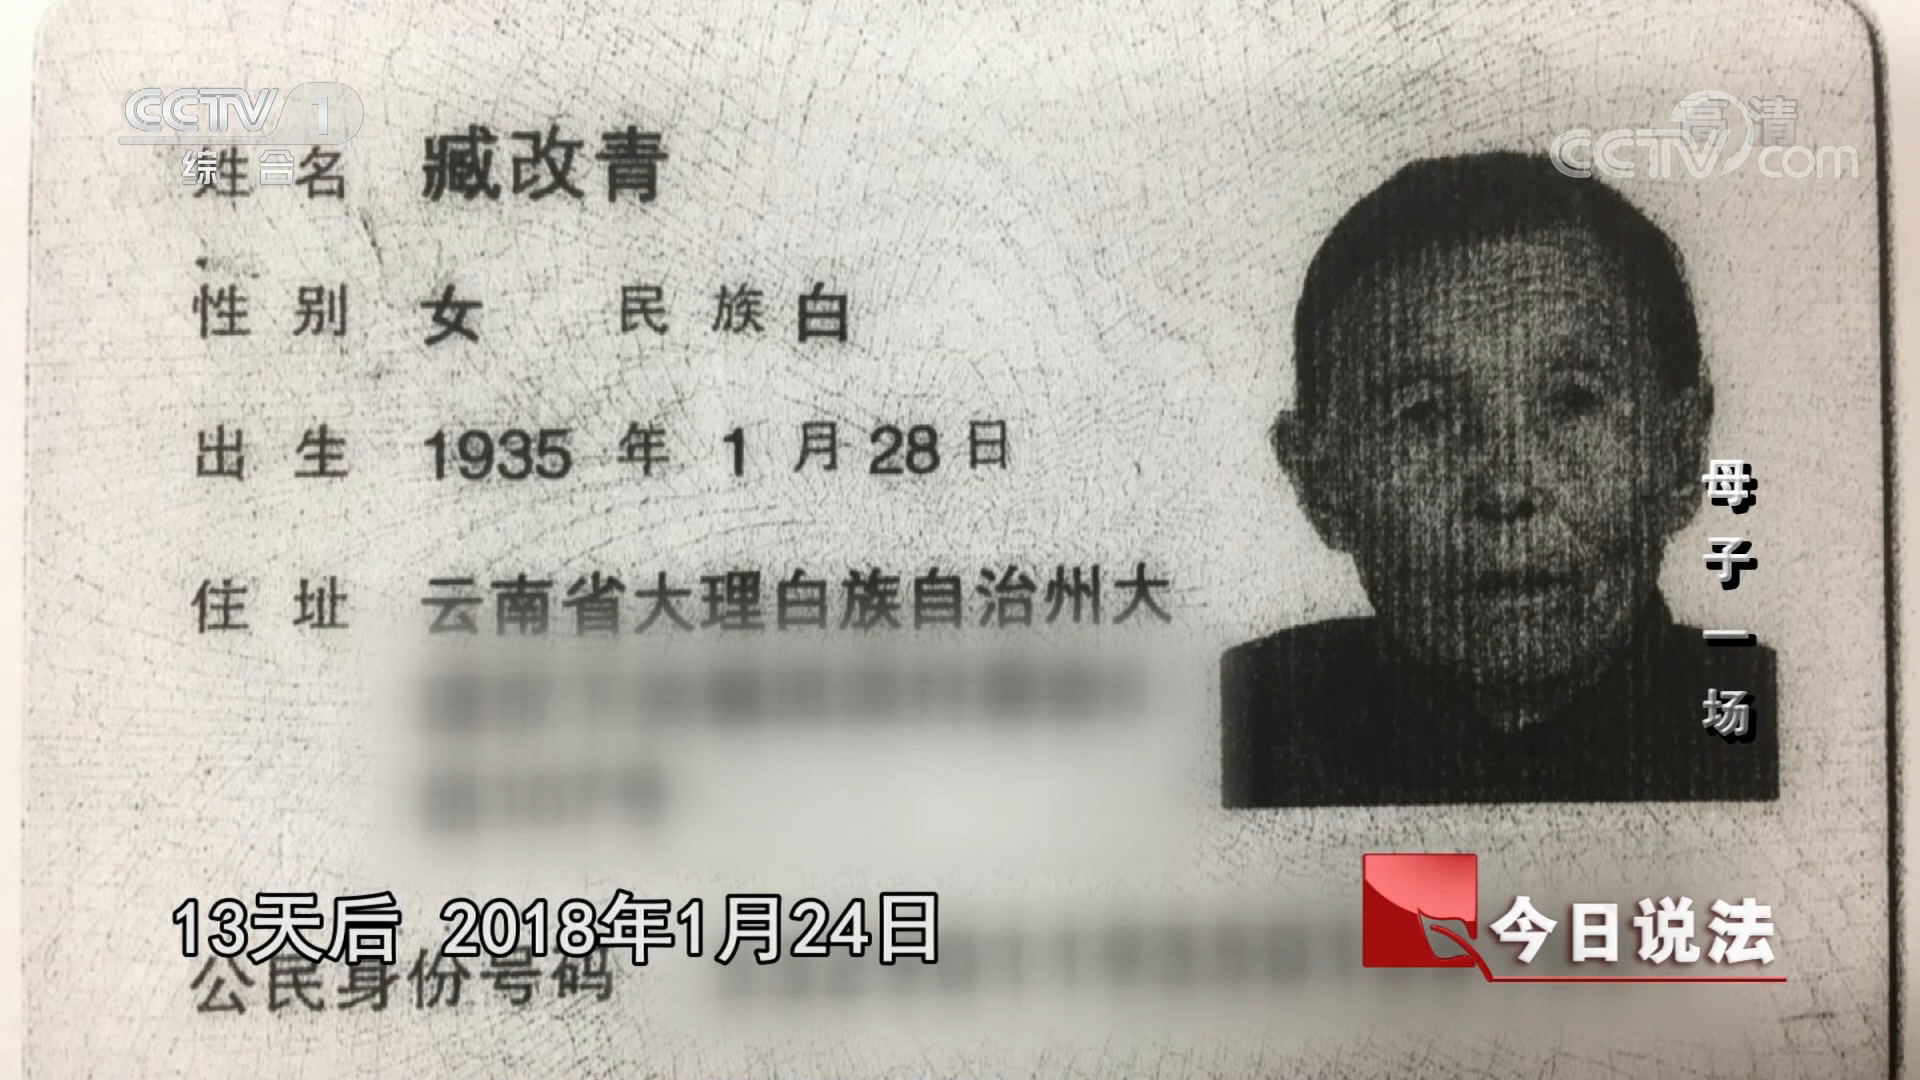 CCTV 1
综合
高清
CCTV com
姓名 臧改青
性别 女 民族 白
出生 1935 年 1 月 28 日
住址 云南省大理白族自治州大
母子一场
13天后 2018年1月24日
今日说法
公民身份号码